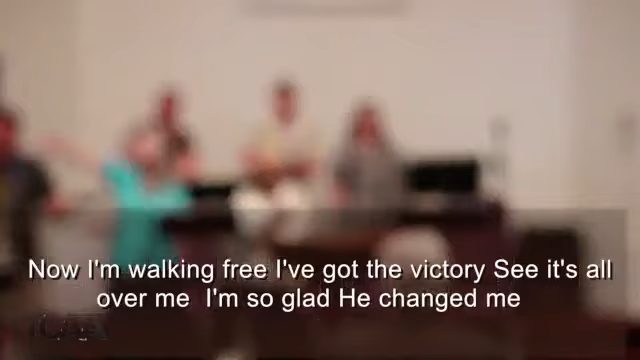 Now I'm walking free I've got the victory See it's all
over me  I'm so glad He changed me